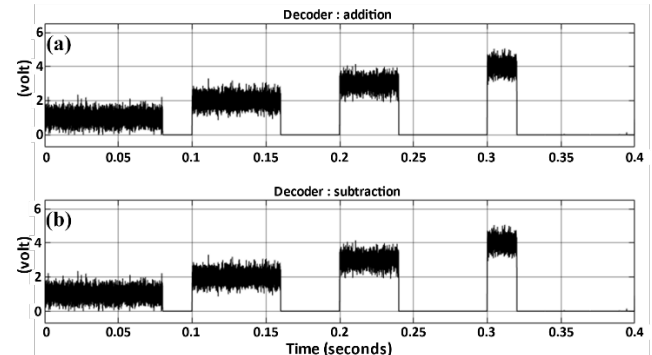 Decoder : addition
(a)
(volt)
6
4
2
0
0 0.05 0.1 0.15 0.2 0.25 0.3 0.35 0.4
Decoder : subtraction
(b)
(volt)
6
4
2
0
0 0.05 0.1 0.15 0.2 0.25 0.3 0.35 0.4
Time (seconds)